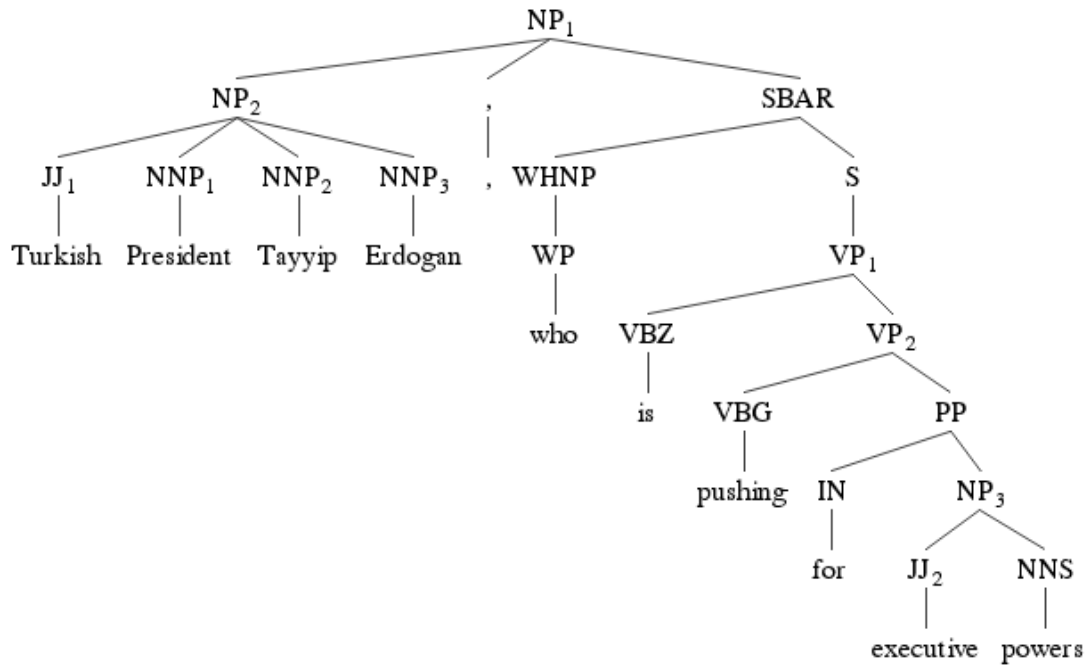 NP₁
NP₂ , SBAR
JJ₁ NNP₁ NNP₂ NNP₃ , WHNP S
Turkish President Tayyip Erdogan WP VP₁
who VBZ VP₂
is VBG PP
pushing IN NP₃
for JJ₂ NNS
executive powers